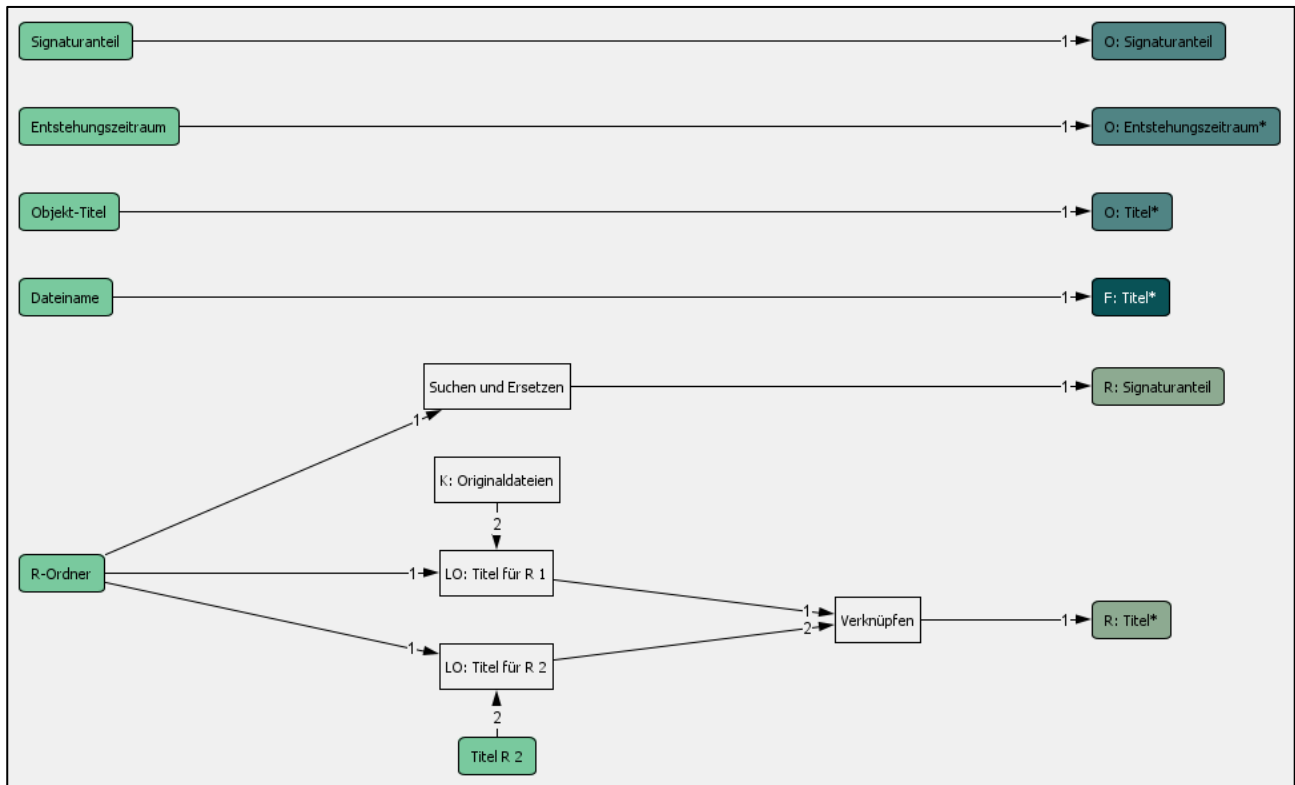 Signaturanteil
1
O: Signaturanteil
Entstehungszeitraum
1
O: Entstehungszeitraum*
Objekt-Titel
1
O: Titel*
Dateiname
1
F: Titel*
Suchen und Ersetzen
1
R: Signaturanteil
1
K: Originaldateien
2
R-Ordner
1
LO: Titel für R 1
1
Verknüpfen
1
R: Titel*
2
1
LO: Titel für R 2
2
Titel R 2